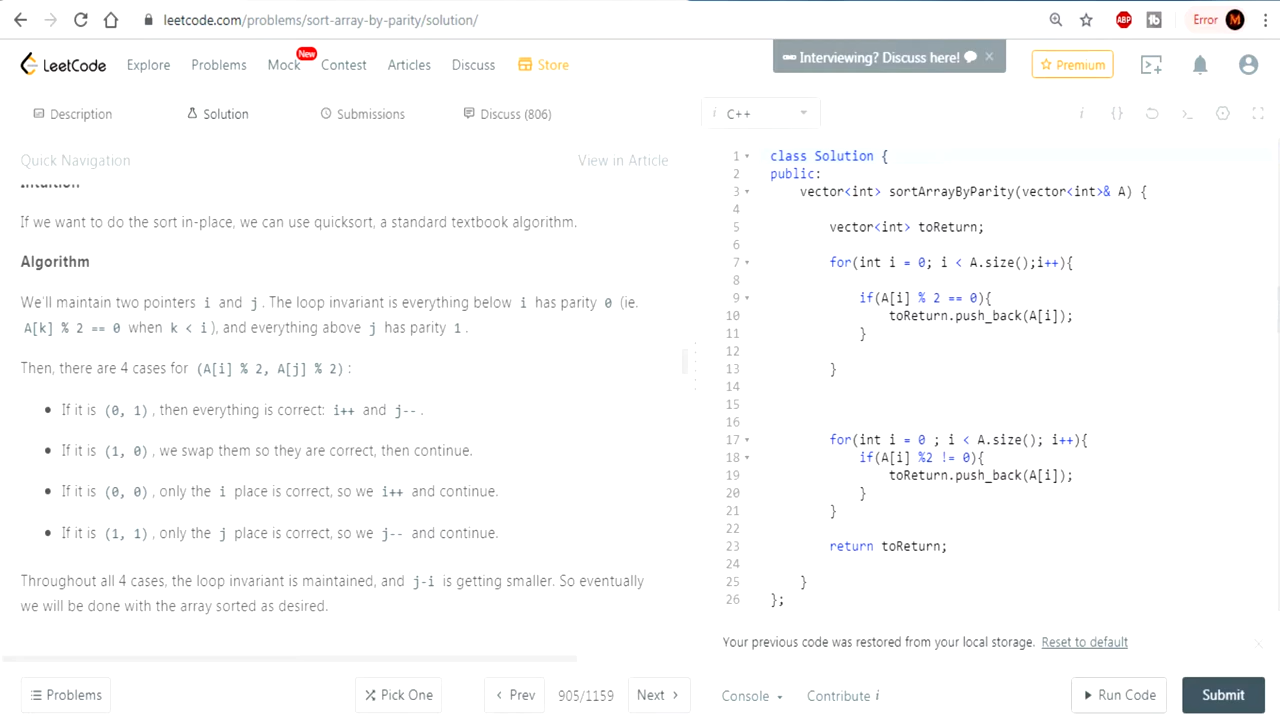 leetcode.com/problems/sort-array-by-parity/solution/
ABP
Error M
LeetCode Explore Problems Mock New Contest Articles Discuss Store
Interviewing? Discuss here!
Premium
Description Solution Submissions Discuss (806)
i C++
Quick Navigation View in Article
Intuition
If we want to do the sort in-place, we can use quicksort, a standard textbook algorithm.
Algorithm
We'll maintain two pointers i and j. The loop invariant is everything below i has parity 0 (ie.
A[k] % 2 == 0 when k < i), and everything above j has parity 1.
Then, there are 4 cases for (A[i] % 2, A[j] % 2):
If it is (0, 1), then everything is correct: i++ and j--.
If it is (1, 0), we swap them so they are correct, then continue.
If it is (0, 0), only the i place is correct, so we i++ and continue.
If it is (1, 1), only the j place is correct, so we j-- and continue.
Throughout all 4 cases, the loop invariant is maintained, and j-i is getting smaller. So eventually
we will be done with the array sorted as desired.
1 class Solution {
2 public:
3 vector<int> sortArrayByParity(vector<int>& A) {
4
5 vector<int> toReturn;
6
7 for(int i = 0; i < A.size();i++){
8
9 if(A[i] % 2 == 0){
10 toReturn.push_back(A[i]);
11 }
12
13 }
14
15
16
17 for(int i = 0 ; i < A.size(); i++){
18 if(A[i] %2 != 0){
19 toReturn.push_back(A[i]);
20 }
21 }
22
23 return toReturn;
24
25 }
26 };
Your previous code was restored from your local storage. Reset to default
Problems Pick One Prev 905/1159 Next Console Contribute i Run Code Submit